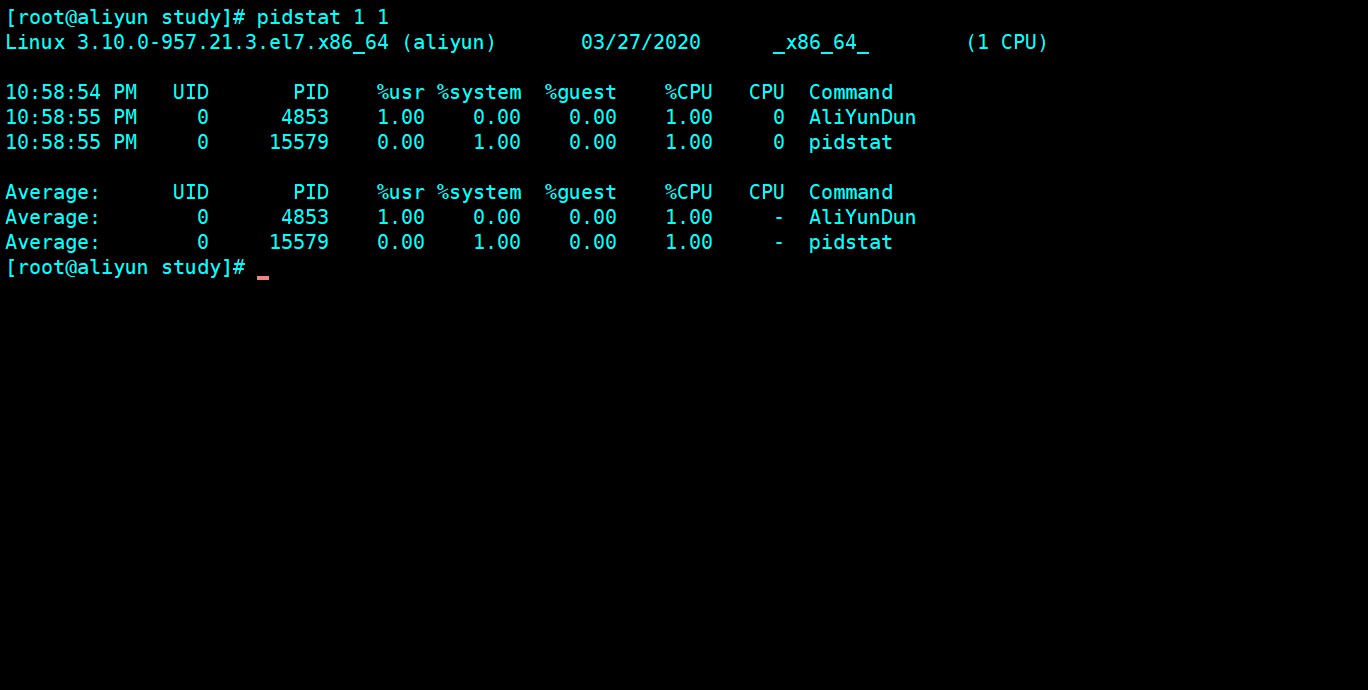 [root@aliyun study]# pidstat 1 1
Linux 3.10.0-957.21.3.el7.x86_64 (aliyun)       03/27/2020      _x86_64_        (1 CPU)

10:58:54 PM   UID       PID    %usr %system  %guest    %CPU   CPU  Command
10:58:55 PM     0      4853    1.00    0.00    0.00    1.00     0  AliYunDun
10:58:55 PM     0     15579    0.00    1.00    0.00    1.00     0  pidstat

Average:      UID       PID    %usr %system  %guest    %CPU   CPU  Command
Average:        0      4853    1.00    0.00    0.00    1.00     -  AliYunDun
Average:        0     15579    0.00    1.00    0.00    1.00     -  pidstat
[root@aliyun study]#